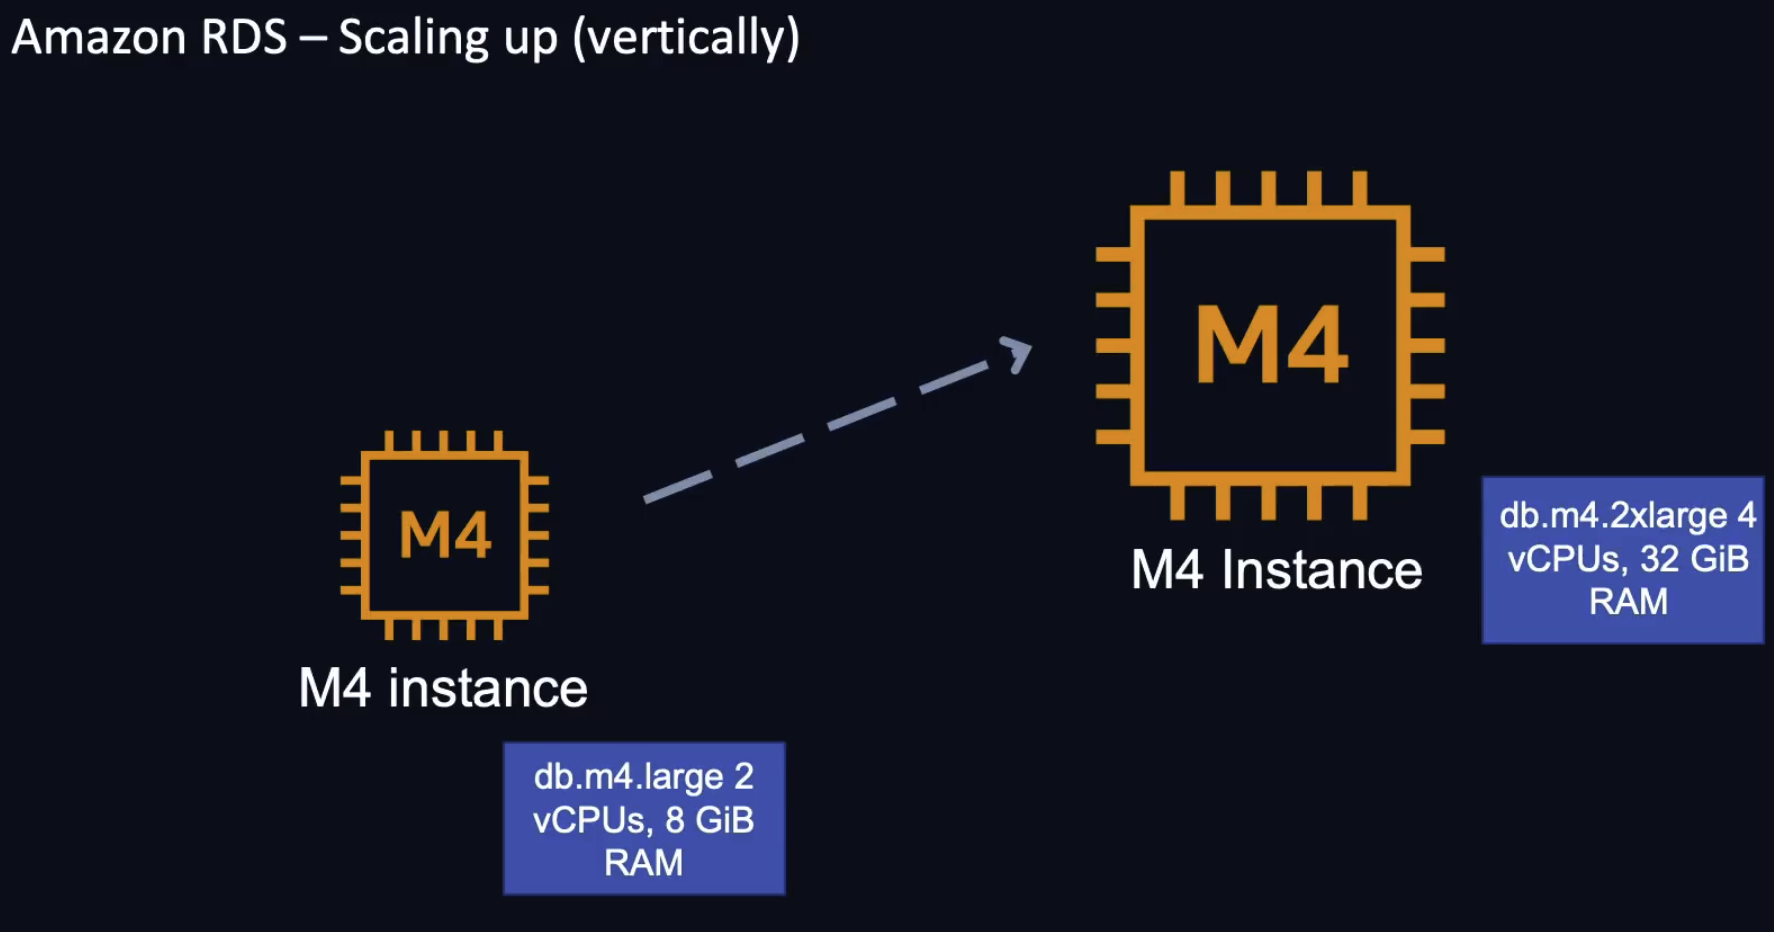 Amazon RDS – Scaling up (vertically)
M4
M4 Instance
db.m4.2xlarge 4
vCPUs, 32 GiB
RAM
M4
M4 instance
db.m4.large 2
vCPUs, 8 GiB
RAM